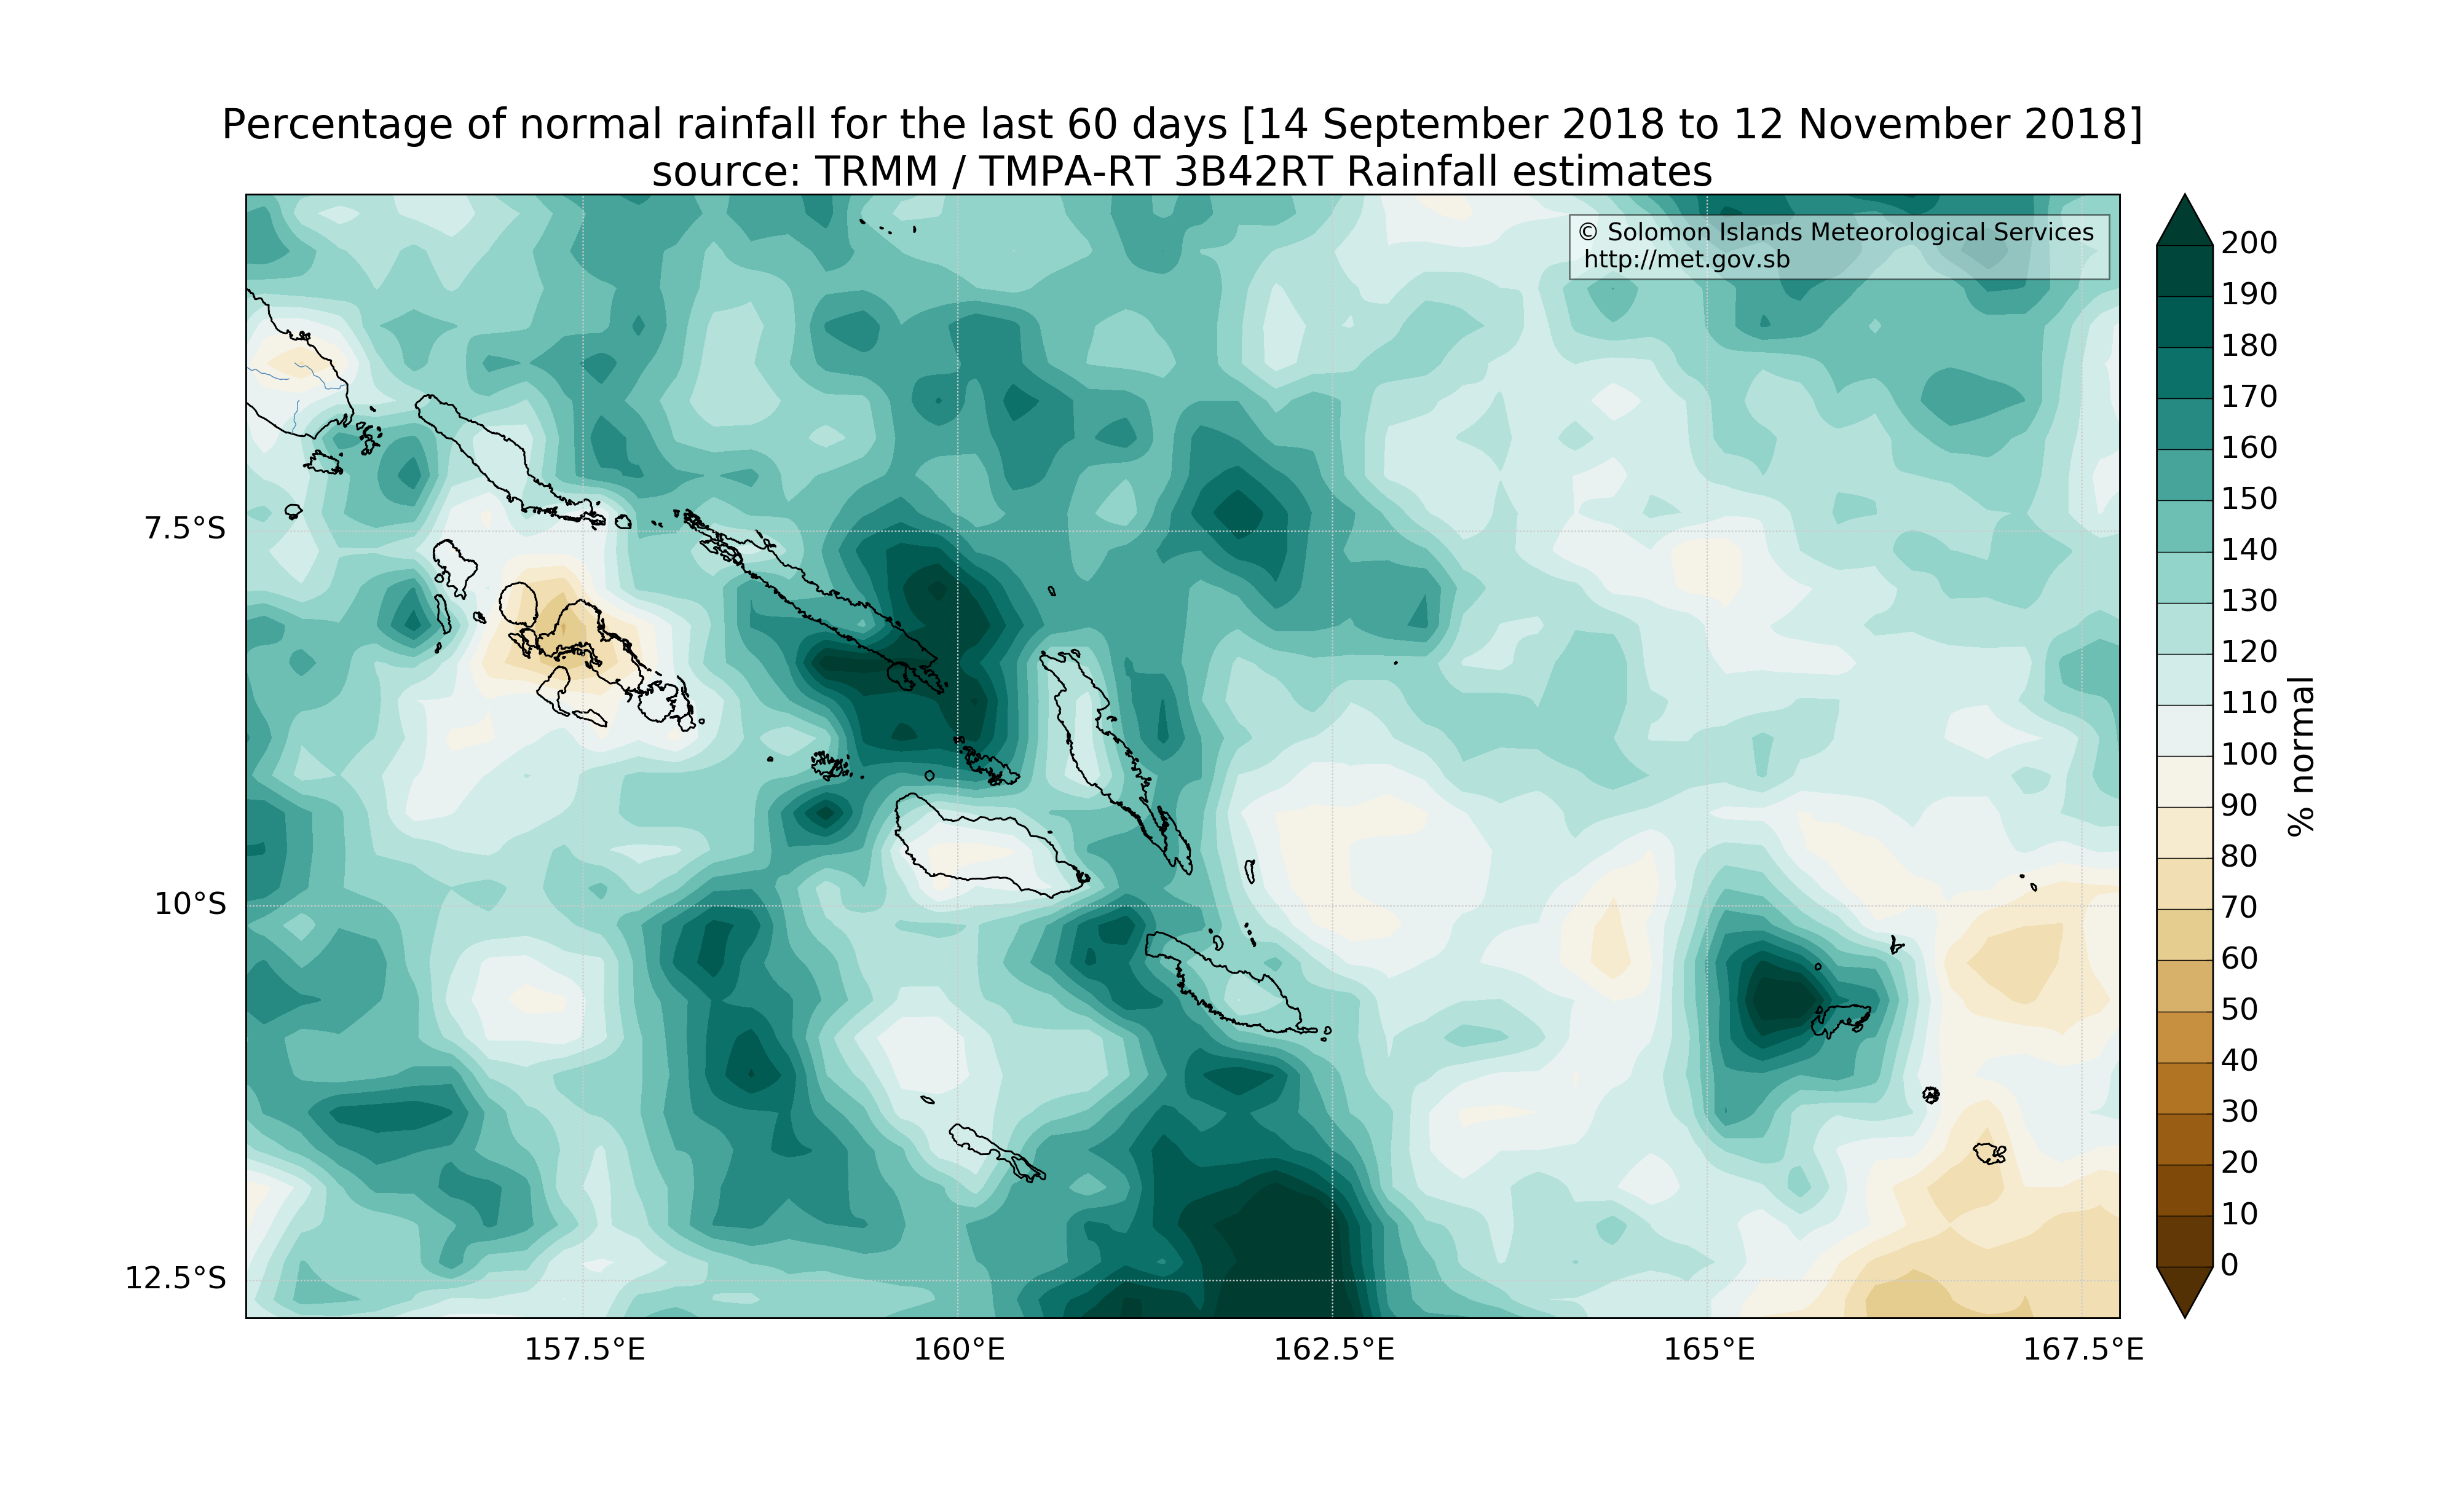 Percentage of normal rainfall for the last 60 days [14 September 2018 to 12 November 2018]
source: TRMM / TMPA-RT 3B42RT Rainfall estimates
© Solomon Islands Meteorological Services
http://met.gov.sb
7.5°S
10°S
12.5°S
157.5°E
160°E
162.5°E
165°E
167.5°E
200
190
180
170
160
150
140
130
120
110
100
90
80
70
60
50
40
30
20
10
0
% normal